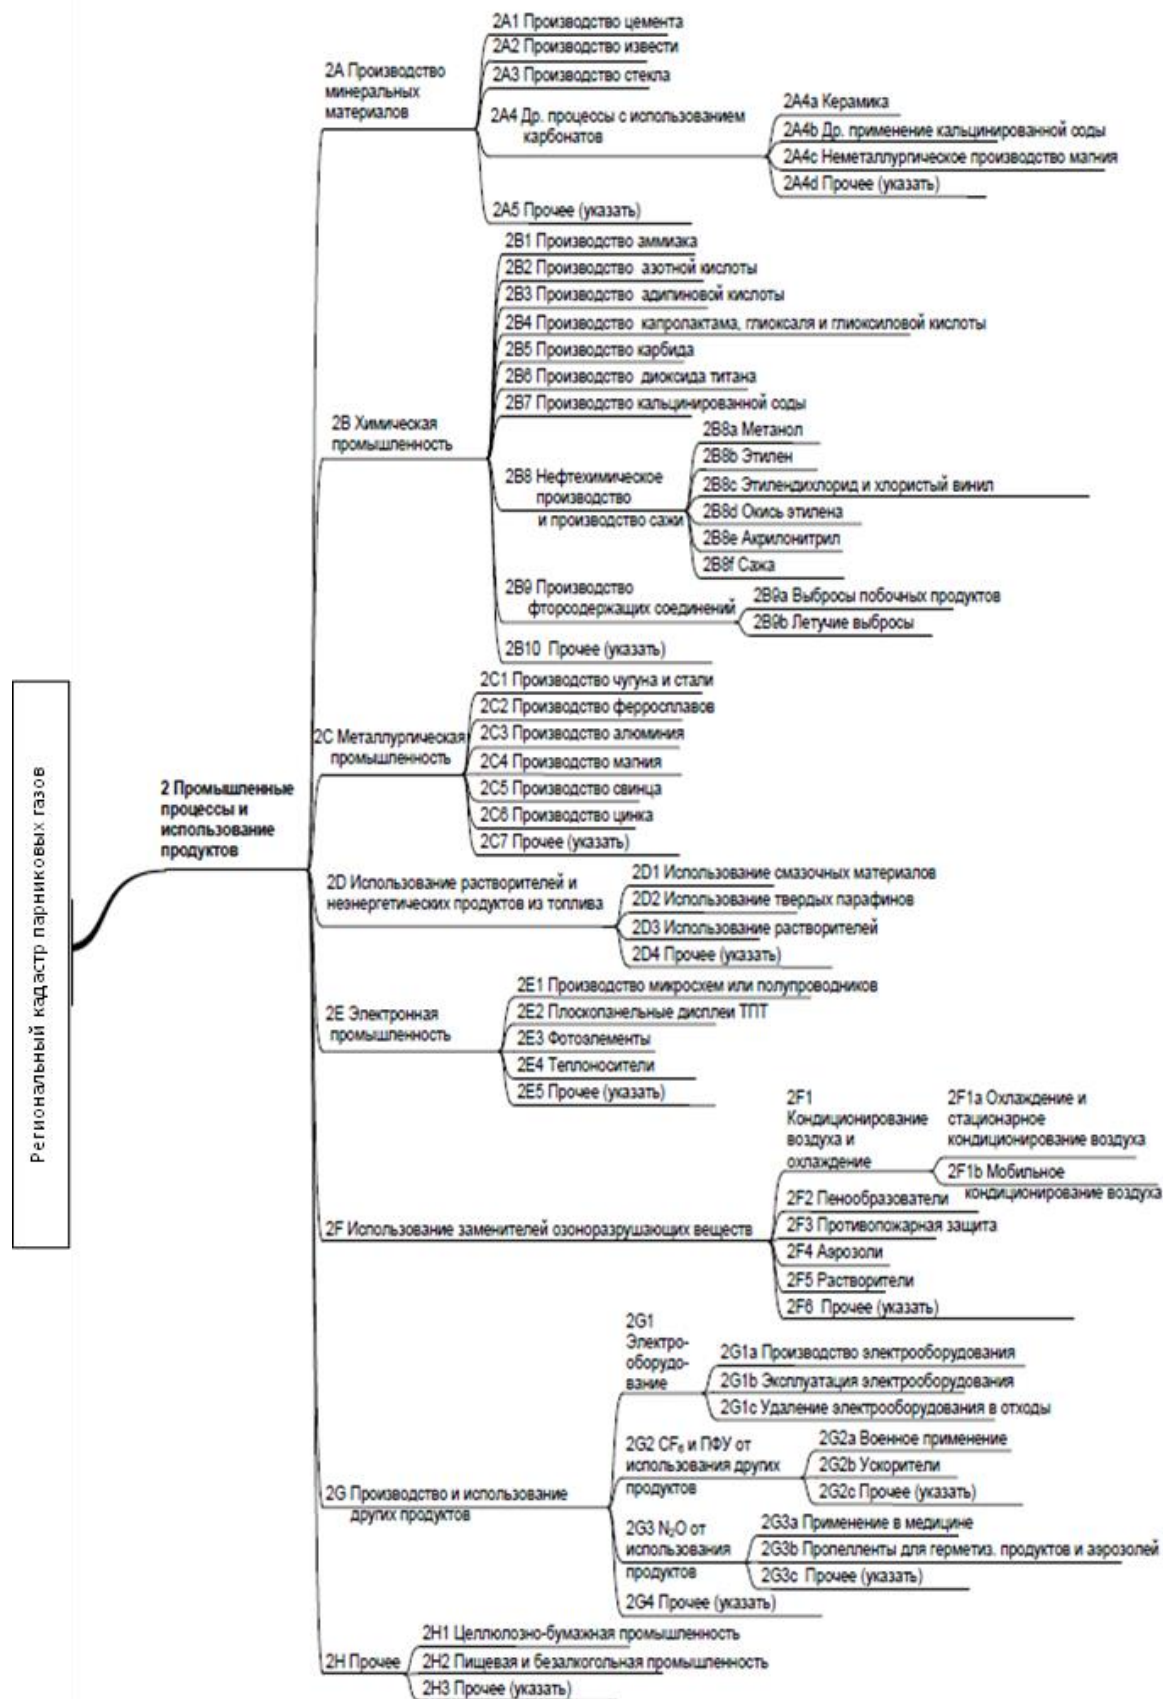 Региональный кадастр парниковых газов
2 Промышленные
процессы и
использование
продуктов
2A Производство
минеральных
материалов
2A1 Производство цемента
2A2 Производство извести
2A3 Производство стекла
2A4 Др. процессы с использованием
карбонатов
2A4a Керамика
2A4b Др. применение кальцинированной соды
2A4c Неметаллургическое производство магния
2A4d Прочее (указать)
2A5 Прочее (указать)
2B Химическая
промышленность
2B1 Производство аммиака
2B2 Производство азотной кислоты
2B3 Производство адипиновой кислоты
2B4 Производство капролактама, глиоксаля и глиоксиловой кислоты
2B5 Производство карбида
2B6 Производство диоксида титана
2B7 Производство кальцинированной соды
2B8 Нефтехимическое
производство
и производство сажи
2B8a Метанол
2B8b Этилен
2B8c Этилендихлорид и хлористый винил
2B8d Окись этилена
2B8e Акрилонитрил
2B8f Сажа
2B9 Производство
фторсодержащих соединений
2B9a Выбросы побочных продуктов
2B9b Летучие выбросы
2B10 Прочее (указать)
2C Металлургическая
промышленность
2C1 Производство чугуна и стали
2C2 Производство ферросплавов
2C3 Производство алюминия
2C4 Производство магния
2C5 Производство свинца
2C6 Производство цинка
2C7 Прочее (указать)
2D Использование растворителей и
неэнергетических продуктов из топлива
2D1 Использование смазочных материалов
2D2 Использование твердых парафинов
2D3 Использование растворителей
2D4 Прочее (указать)
2E Электронная
промышленность
2E1 Производство микросхем или полупроводников
2E2 Плоскопанельные дисплеи ТПТ
2E3 Фотоэлементы
2E4 Теплоносители
2E5 Прочее (указать)
2F Использование заменителей озоноразрушающих веществ
2F1
Кондиционирование
воздуха и
охлаждение
2F1a Охлаждение и
стационарное
кондиционирование воздуха
2F1b Мобильное
кондиционирование воздуха
2F2 Пенообразователи
2F3 Противопожарная защита
2F4 Аэрозоли
2F5 Растворители
2F6 Прочее (указать)
2G Производство и использование
других продуктов
2G1
Электро-
оборудо-
вание
2G1a Производство электрооборудования
2G1b Эксплуатация электрооборудования
2G1c Удаление электрооборудования в отходы
2G2 CF₆ и ПФУ от
использования других
продуктов
2G2a Военное применение
2G2b Ускорители
2G2c Прочее (указать)
2G3 N₂O от
использования
продуктов
2G3a Применение в медицине
2G3b Пропелленты для герметиз. продуктов и аэрозолей
2G3c Прочее (указать)
2G4 Прочее (указать)
2H Прочее
2H1 Целлюлозно-бумажная промышленность
2H2 Пищевая и безалкогольная промышленность
2H3 Прочее (указать)